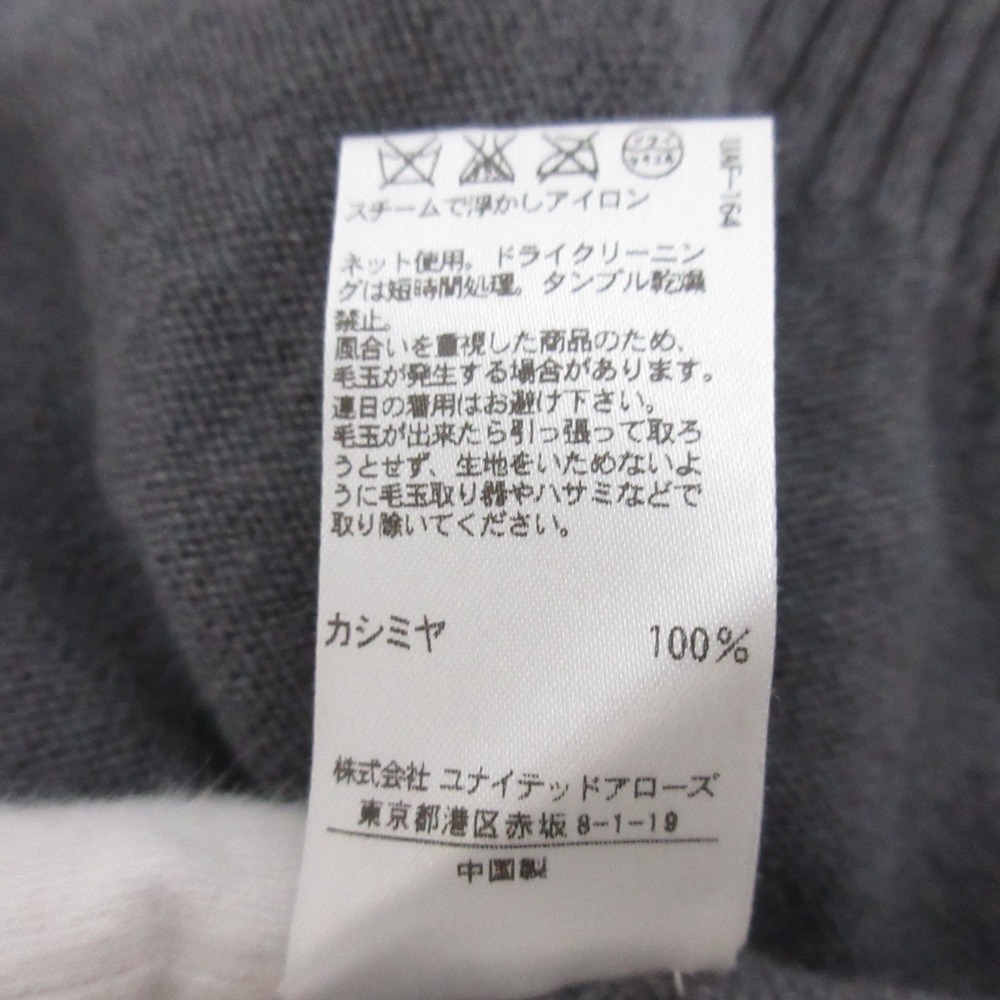 UAF-164
スチームで浮かしアイロン
ネット使用。ドライクリーニン
グは短時間処理。タンブル乾燥
禁止。
風合いを重視した商品のため、
毛玉が発生する場合があります。
連日の着用はお避け下さい。
毛玉が出来たら引っ張って取ろ
うとせず、生地をいためないよ
うに毛玉取り器やハサミなどで
取り除いてください。
カシミヤ 100%
株式会社 ユナイテッドアローズ
東京都港区赤坂8-1-19
中国製